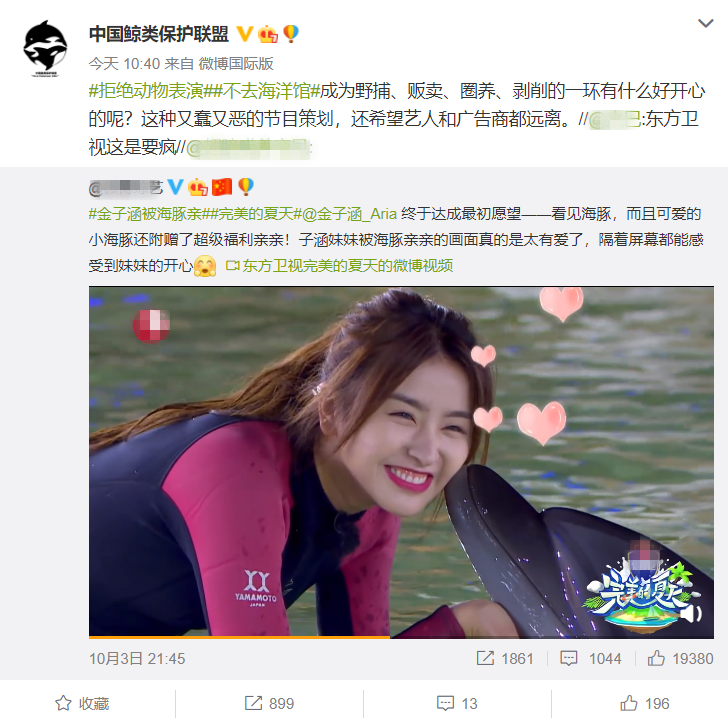 中国鲸类保护联盟
今天 10:40 来自 微博国际版
#拒绝动物表演##不去海洋馆#成为野捕、贩卖、圈养、剥削的一环有什么好开心
的呢？这种又蠢又恶的节目策划，还希望艺人和广告商都远离。//@ 巴:东方卫
视这是要疯//@ :
@ 艺
#金子涵被海豚亲##完美的夏天#@金子涵_Aria 终于达成最初愿望——看见海豚，而且可爱的
小海豚还附赠了超级福利亲亲！子涵妹妹被海豚亲亲的画面真的是太有爱了，隔着屏幕都能感
受到妹妹的开心 东方卫视完美的夏天的微博视频
YAMAMOTO
JAPAN
完美的夏天
10月3日 21:45 1861 1044 19380
收藏 899 13 196